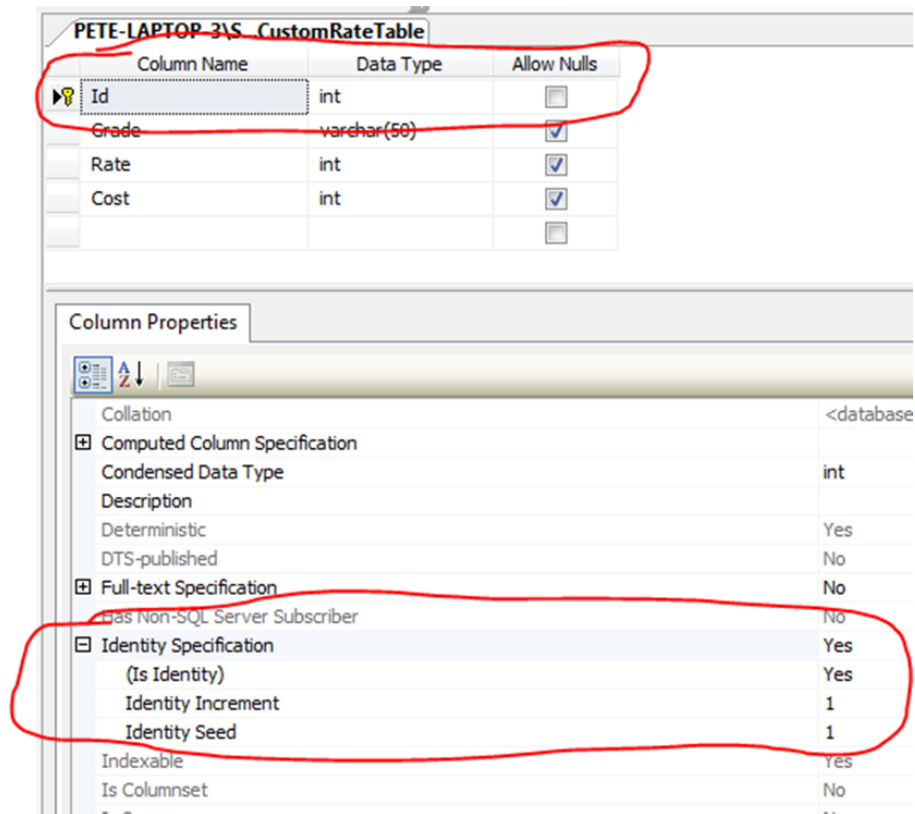 PETE-LAPTOP-3\S...CustomRateTable
Column Name Data Type Allow Nulls
Id int
Grade varchar(50)
Rate int
Cost int
Column Properties
A Z
Collation <database
Computed Column Specification
Condensed Data Type int
Description
Deterministic Yes
DTS-published No
Full-text Specification No
Has Non-SQL Server Subscriber No
Identity Specification Yes
(Is Identity) Yes
Identity Increment 1
Identity Seed 1
Indexable Yes
Is Columnset No